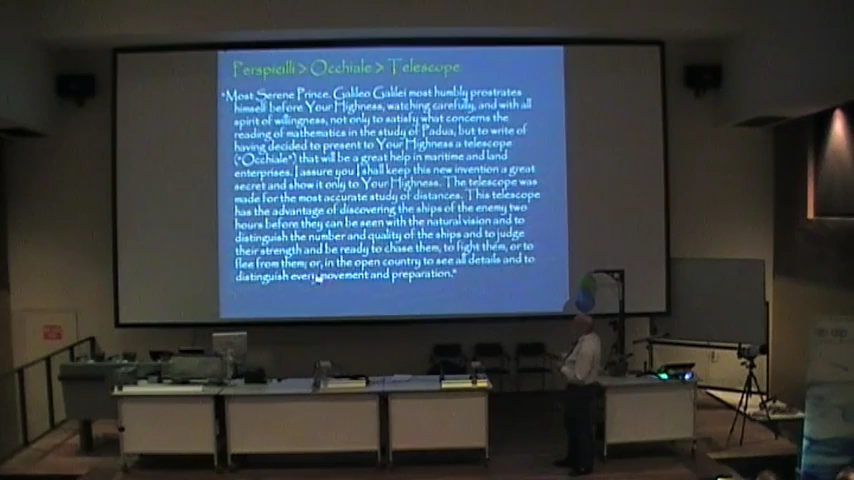 Perspicilli > Occhiale > Telescope
"Most Serene Prince. Galileo Galilei most humbly prostrates
himself before Your Highness, watching carefully, and with all
spirit of willingness, not only to satisfy what concerns the
reading of mathematics in the study of Padua, but to write of
having decided to present to Your Highness a telescope
("Occhiale") that will be a great help in maritime and land
enterprises. I assure you I shall keep this new invention a great
secret and show it only to Your Highness. The telescope was
made for the most accurate study of distances. This telescope
has the advantage of discovering the ships of the enemy two
hours before they can be seen with the natural vision and to
distinguish the number and quality of the ships and to judge
their strength and be ready to chase them, to fight them, or to
flee from them; or, in the open country to see all details and to
distinguish every movement and preparation."